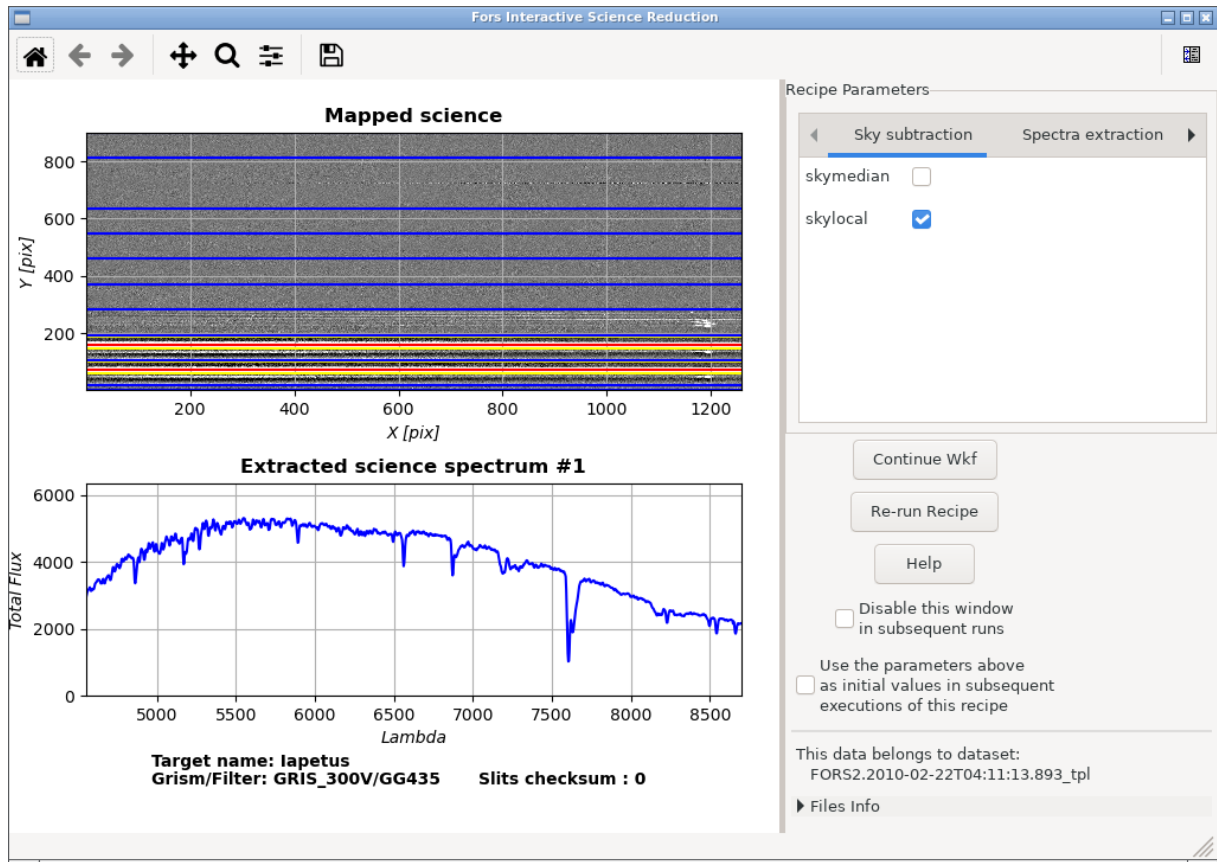 Fors Interactive Science Reduction
Recipe Parameters
Mapped science
Sky subtraction
Spectra extraction
skymedian
skylocal
800
600
400
200
Y [pix]
200 400 600 800 1000 1200
X [pix]
Continue Wkf
Re-run Recipe
Help
Extracted science spectrum #1
6000
4000
2000
0
Total Flux
5000 5500 6000 6500 7000 7500 8000 8500
Lambda
Target name: Iapetus
Grism/Filter: GRIS_300V/GG435 Slits checksum : 0
Disable this window
in subsequent runs
Use the parameters above
as initial values in subsequent
executions of this recipe
This data belongs to dataset:
FORS2.2010-02-22T04:11:13.893_tpl
Files Info